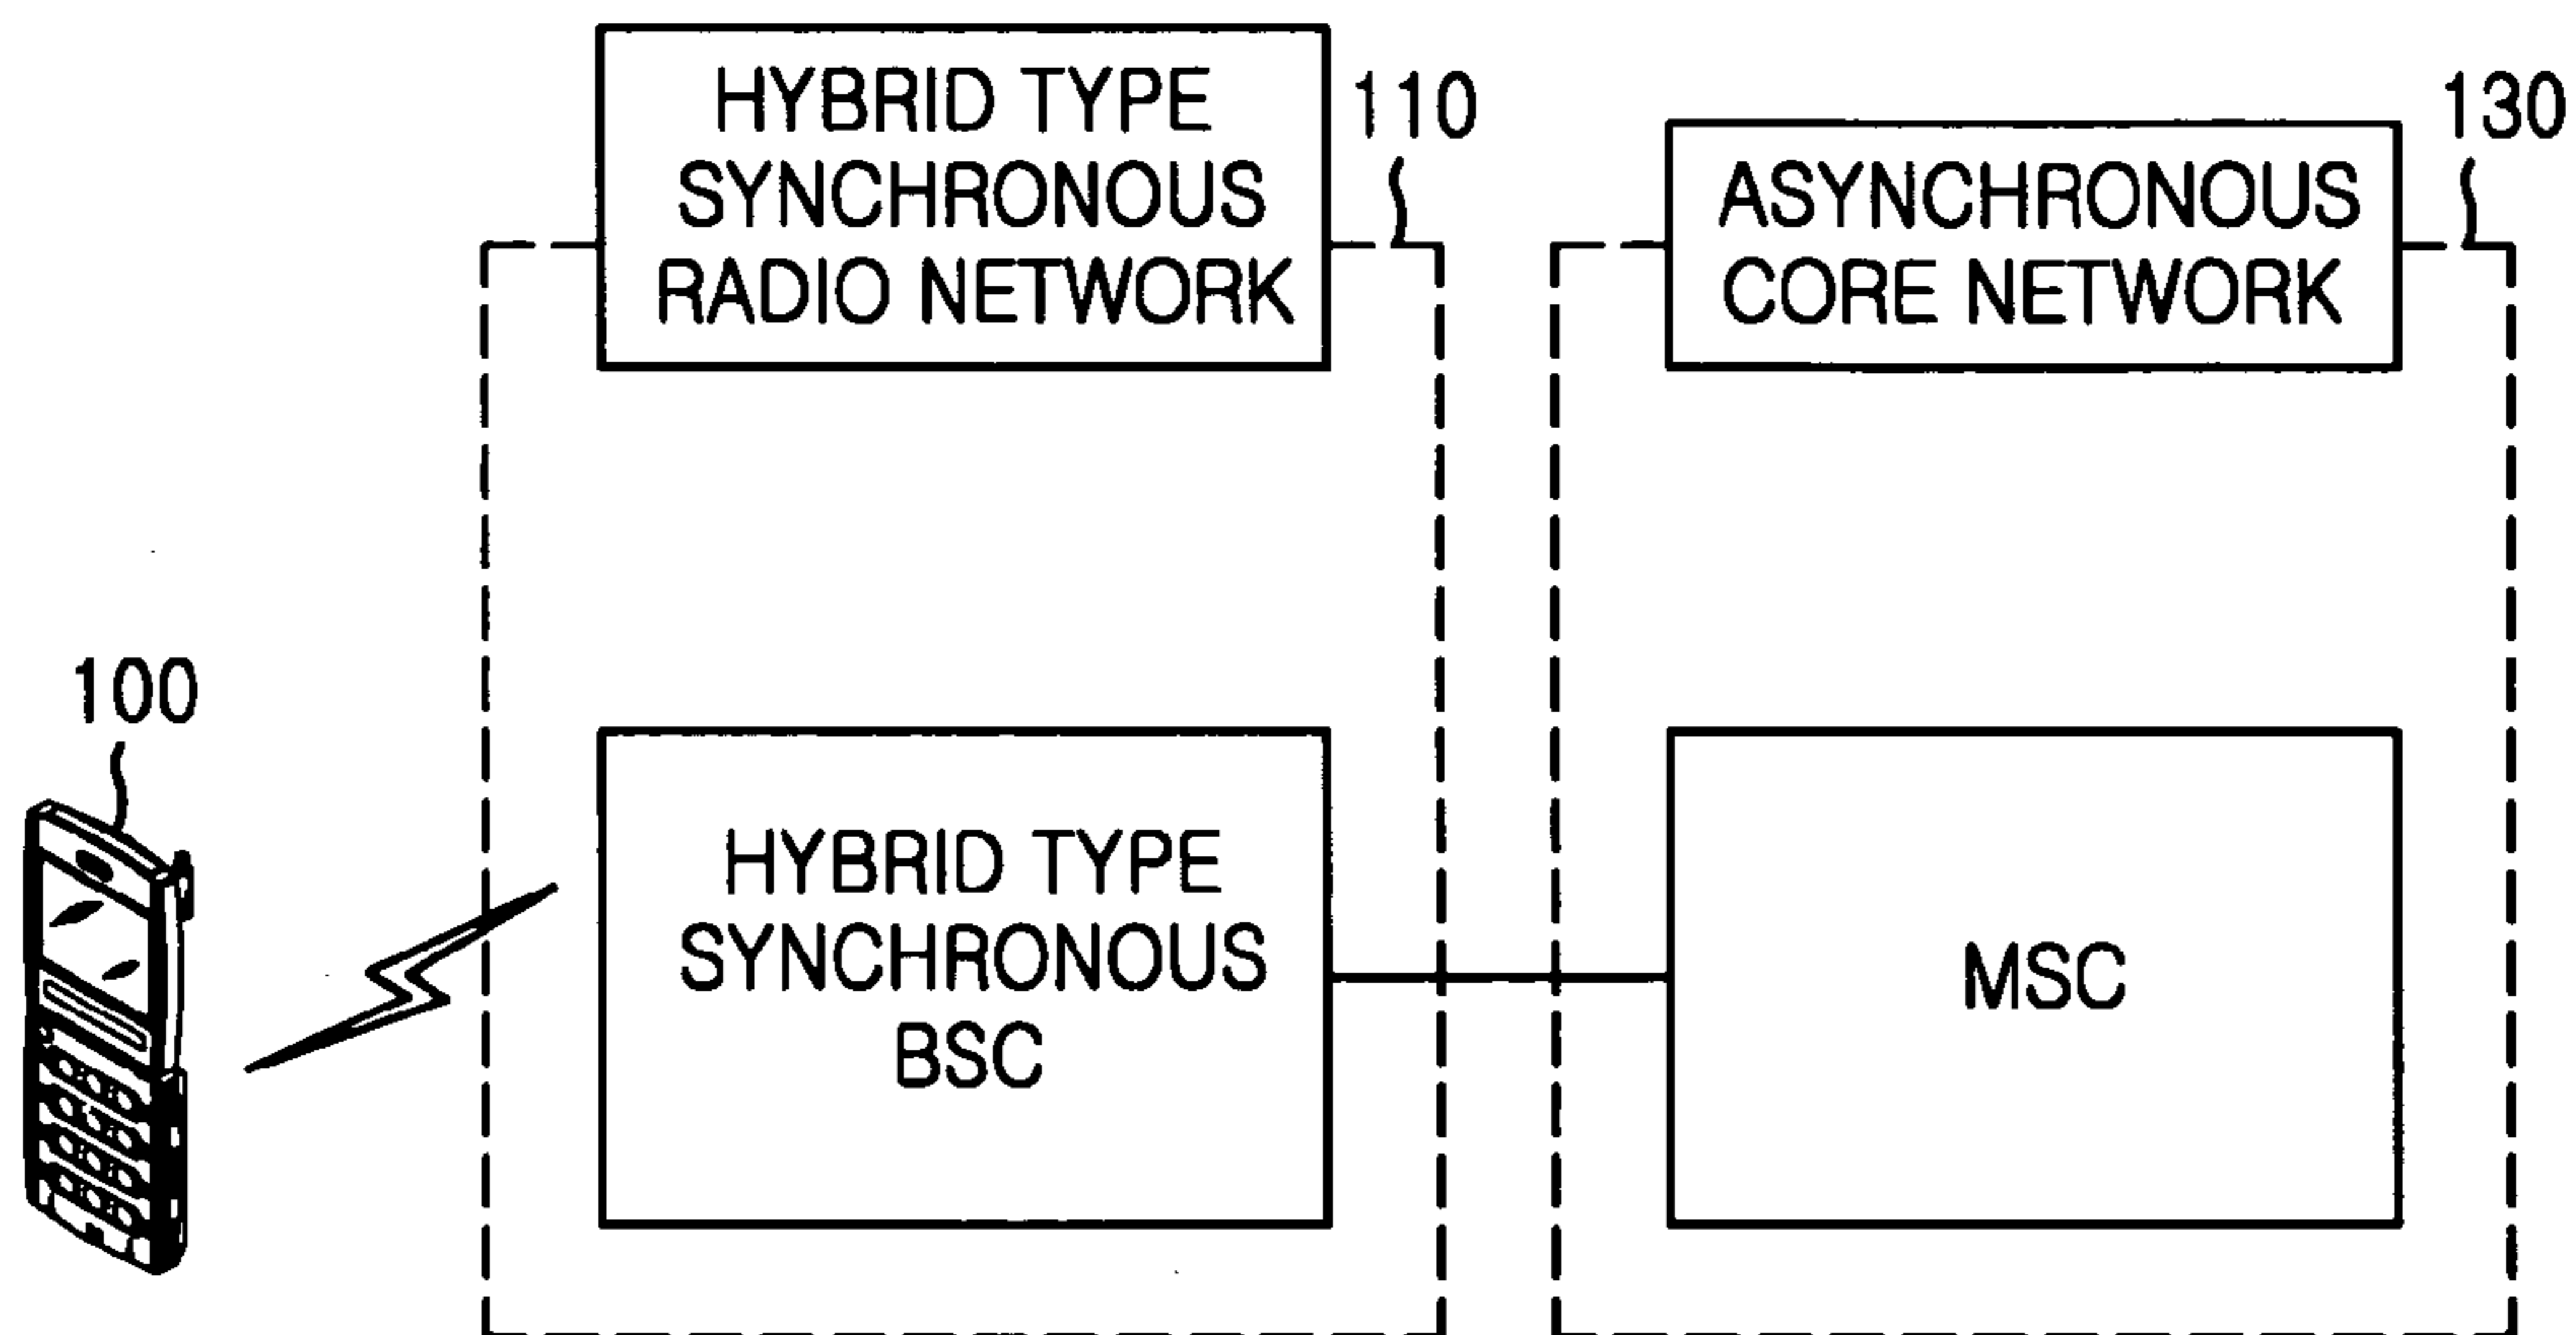 HYBRID TYPE
SYNCHRONOUS
RADIO NETWORK
110
ASYNCHRONOUS
CORE NETWORK
130
100
HYBRID TYPE
SYNCHRONOUS
BSC
MSC